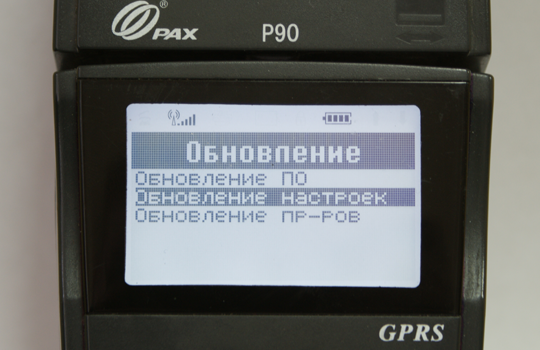 PAX® P90
Обновление
Обновление ПО
Обновление настроек
Обновление пр-ров
GPRS